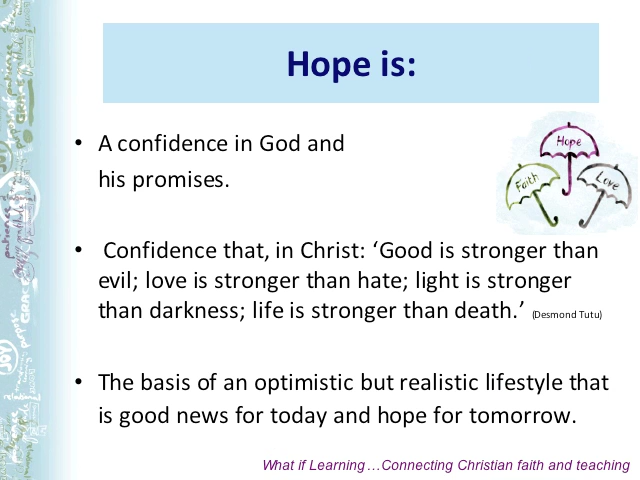 Hope is:
• A confidence in God and
his promises.
Hope
Faith
Love
• Confidence that, in Christ: ‘Good is stronger than
evil; love is stronger than hate; light is stronger
than darkness; life is stronger than death.’ (Desmond Tutu)
• The basis of an optimistic but realistic lifestyle that
is good news for today and hope for tomorrow.
What if Learning…Connecting Christian faith and teaching
JOY